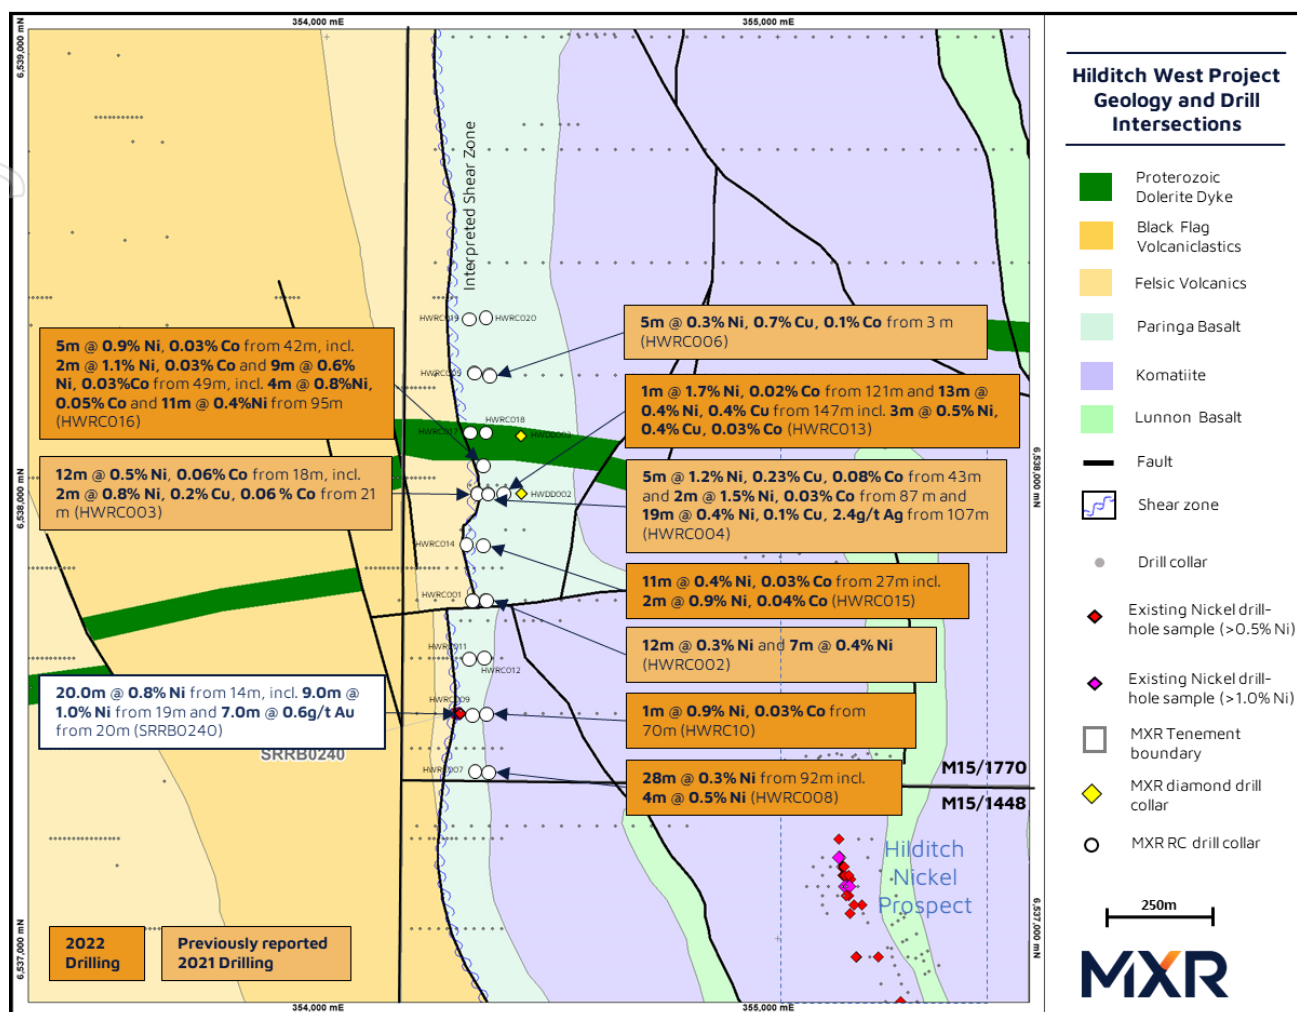 354,000 mE
355,000 mE
6,539,000 mN
Hilditch West Project
Geology and Drill
Intersections
Proterozoic
Dolerite Dyke
Black Flag
Volcaniclastics
Felsic Volcanics
Paringa Basalt
Komatiite
Lunnon Basalt
Fault
Shear zone
Drill collar
Existing Nickel drill-
hole sample (>0.5% Ni)
Existing Nickel drill-
hole sample (>1.0% Ni)
MXR Tenement
boundary
MXR diamond drill
collar
MXR RC drill collar
250m
MXR
Interpreted Shear Zone
HWRC019
HWRC020
5m @ 0.3% Ni, 0.7% Cu, 0.1% Co from 3 m
(HWRC006)
HWRC005
5m @ 0.9% Ni, 0.03% Co from 42m, incl.
2m @ 1.1% Ni, 0.03% Co and 9m @ 0.6%
Ni, 0.03%Co from 49m, incl. 4m @ 0.8%Ni,
0.05% Co and 11m @ 0.4%Ni from 95m
(HWRC016)
1m @ 1.7% Ni, 0.02% Co from 121m and 13m @
0.4% Ni, 0.4% Cu from 147m incl. 3m @ 0.5% Ni,
0.4% Cu, 0.03% Co (HWRC013)
HWRC018
HWRC017
HWDD003
12m @ 0.5% Ni, 0.06% Co from 18m, incl.
2m @ 0.8% Ni, 0.2% Cu, 0.06 % Co from 21
m (HWRC003)
HWDD002
5m @ 1.2% Ni, 0.23% Cu, 0.08% Co from 43m
and 2m @ 1.5% Ni, 0.03% Co from 87 m and
19m @ 0.4% Ni, 0.1% Cu, 2.4g/t Ag from 107m
(HWRC004)
6,538,000 mN
6,538,000 mN
HWRC014
11m @ 0.4% Ni, 0.03% Co from 27m incl.
2m @ 0.9% Ni, 0.04% Co (HWRC015)
HWRC001
12m @ 0.3% Ni and 7m @ 0.4% Ni
(HWRC002)
HWRC012
20.0m @ 0.8% Ni from 14m, incl. 9.0m @
1.0% Ni from 19m and 7.0m @ 0.6g/t Au
from 20m (SRRB0240)
SRRB0240
HWRC009
1m @ 0.9% Ni, 0.03% Co from
70m (HWRC10)
28m @ 0.3% Ni from 92m incl.
4m @ 0.5% Ni (HWRC008)
M15/1770
M15/1448
Hilditch
Nickel
Prospect
2022
Drilling
Previously reported
2021 Drilling
6,537,000 mN
6,537,000 mN
354,000 mE
355,000 mE